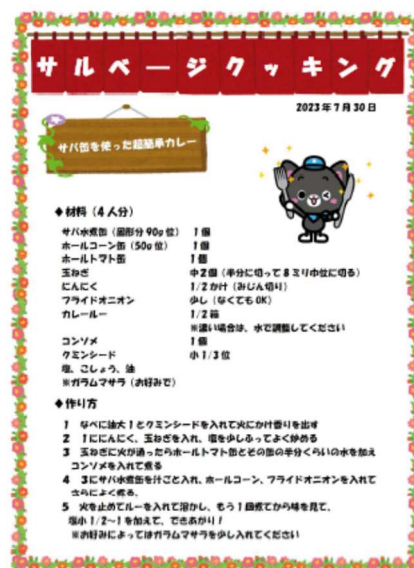 サルベージクッキング
2023年7月30日
サバ缶を使った超簡単カレー
◆材料（4人分）
サバ水煮缶（固形分90g位） 1個
ホールコーン缶（50g位） 1個
ホールトマト缶 1個
玉ねぎ 中2個（半分に切って8ミリ巾位に切る）
にんにく 1/2かけ（みじん切り）
フライドオニオン 少し（なくてもOK）
カレールー 1/2箱
※濃い場合は、水で調整してください
コンソメ 1個
クミンシード 小1/3位
塩、こしょう、油
※ガラムマサラ（お好みで）
◆作り方
1 なべに油大1とクミンシードを入れて火にかけ香りを出す
2 1ににんにく、玉ねぎを入れ、塩を少しふってよく炒める
3 玉ねぎに火が通ったらホールトマト缶とその缶の半分くらいの水を加え
コンソメを入れて煮る
4 3にサバ水煮缶を汁ごと入れ、ホールコーン、フライドオニオンを入れて
さらによく煮る。
5 火を止めてルーを入れて溶かし、もう1回煮てから味を見て、
塩小1/2～1を加えて、できあがり！
※お好みによってはガラムマサラを少し入れてください